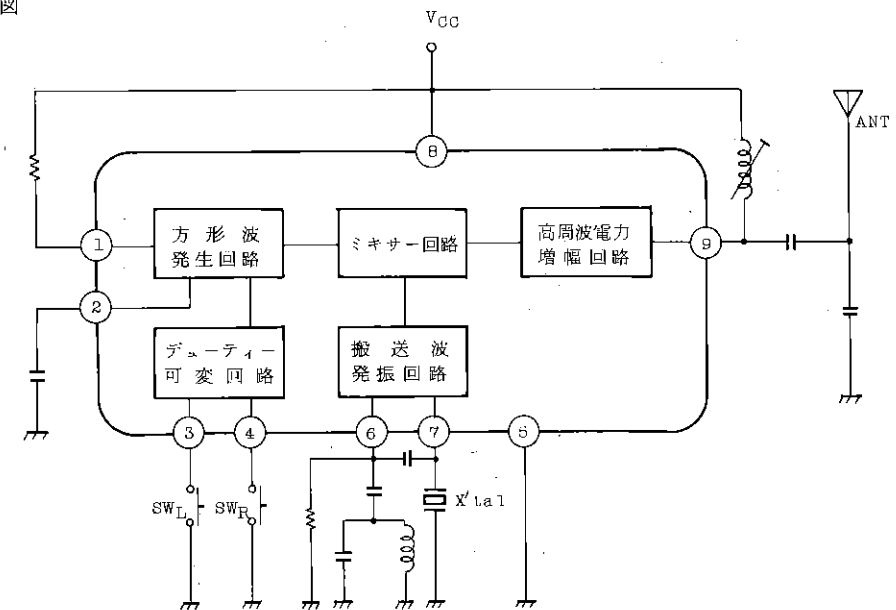 図
VCC
8
ANT
1
方形波
発生回路
ミキサー回路
高周波電力
増幅回路
9
2
デューティー
可変回路
搬送波
発振回路
3
4
6
7
5
SWL
SWR
X'tal